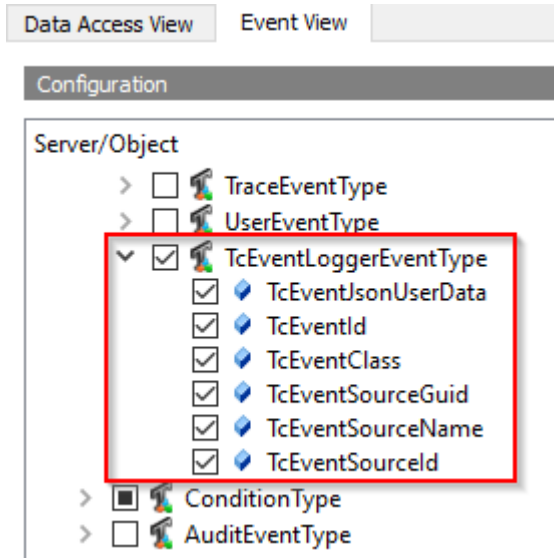 Data Access View Event View
Configuration
Server/Object
TraceEventType
UserEventType
TcEventLoggerEventType
TcEventJsonUserData
TcEventId
TcEventClass
TcEventSourceGuid
TcEventSourceName
TcEventSourceId
ConditionType
AuditEventType